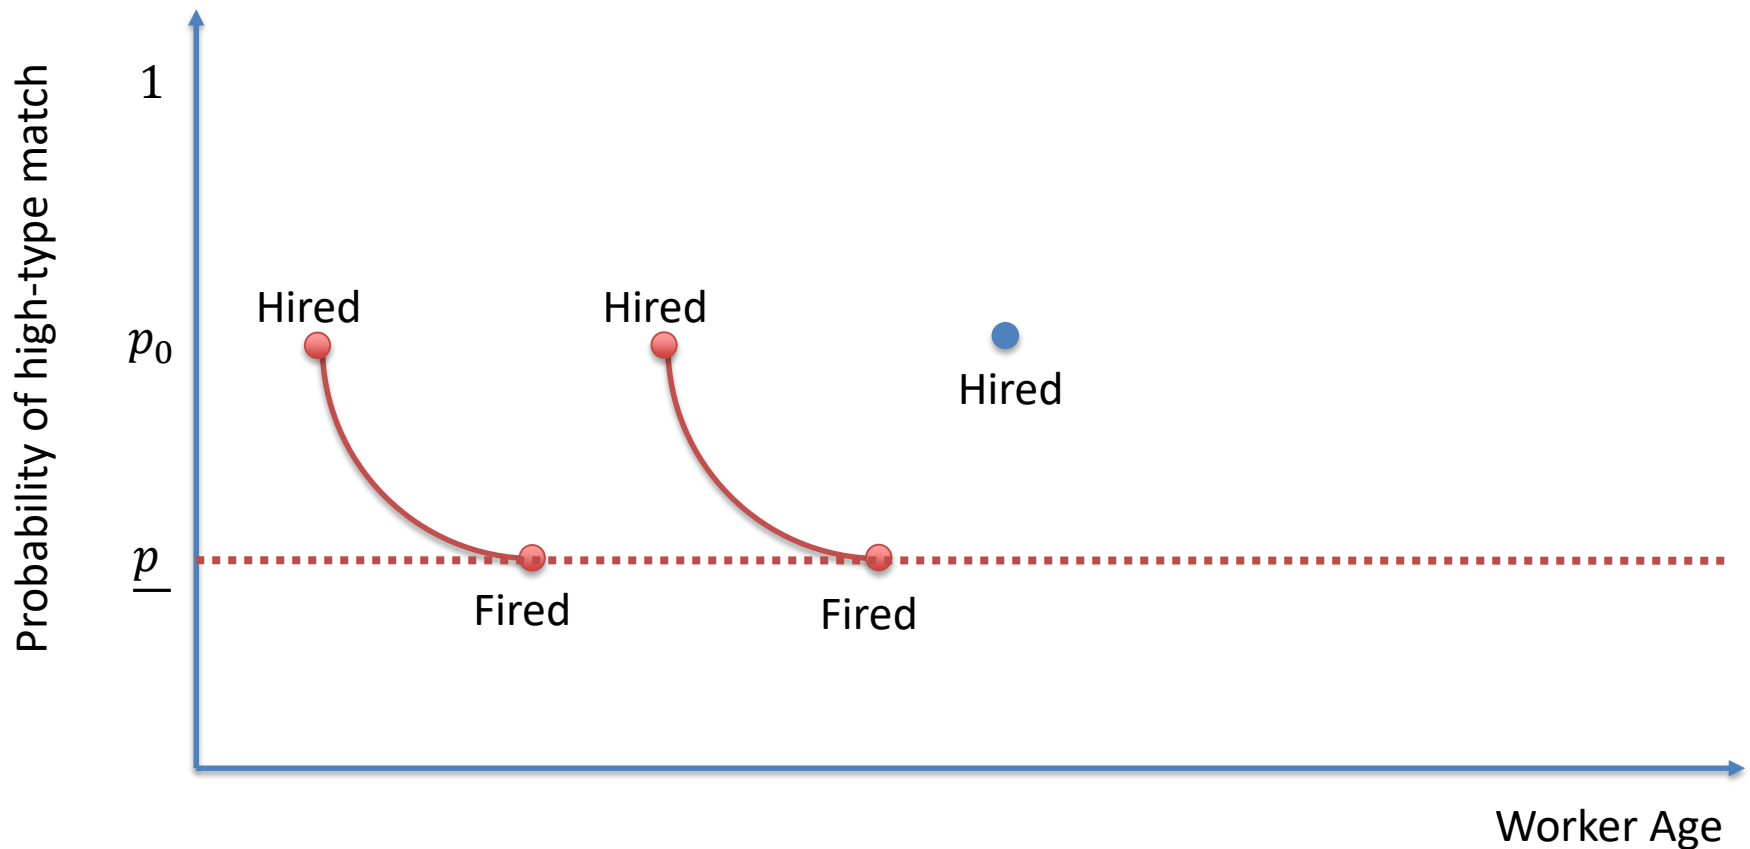 Probability of high-type match
1
Hired
Hired
p₀
Hired
p
Fired
Fired
Worker Age